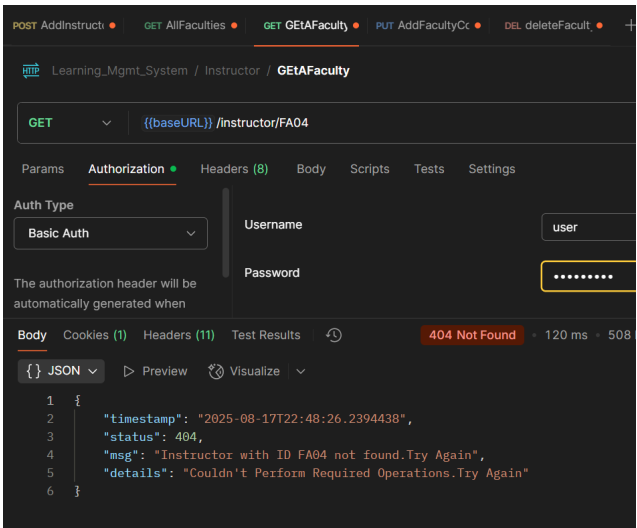 POST AddInstructo GET AllFaculties GET GEtAFaculty PUT AddFacultyCo DEL deleteFacult
HTTP Learning_Mgmt_System / Instructor / GEtAFaculty
GET {{baseURL}} /instructor/FA04
Params Authorization Headers (8) Body Scripts Tests Settings
Auth Type
Basic Auth
Username user
Password •••••••••
The authorization header will be
automatically generated when
Body Cookies (1) Headers (11) Test Results 404 Not Found 120 ms 508
{} JSON Preview Visualize
1 {
2 "timestamp": "2025-08-17T22:48:26.2394438",
3 "status": 404,
4 "msg": "Instructor with ID FA04 not found.Try Again",
5 "details": "Couldn't Perform Required Operations.Try Again"
6 }